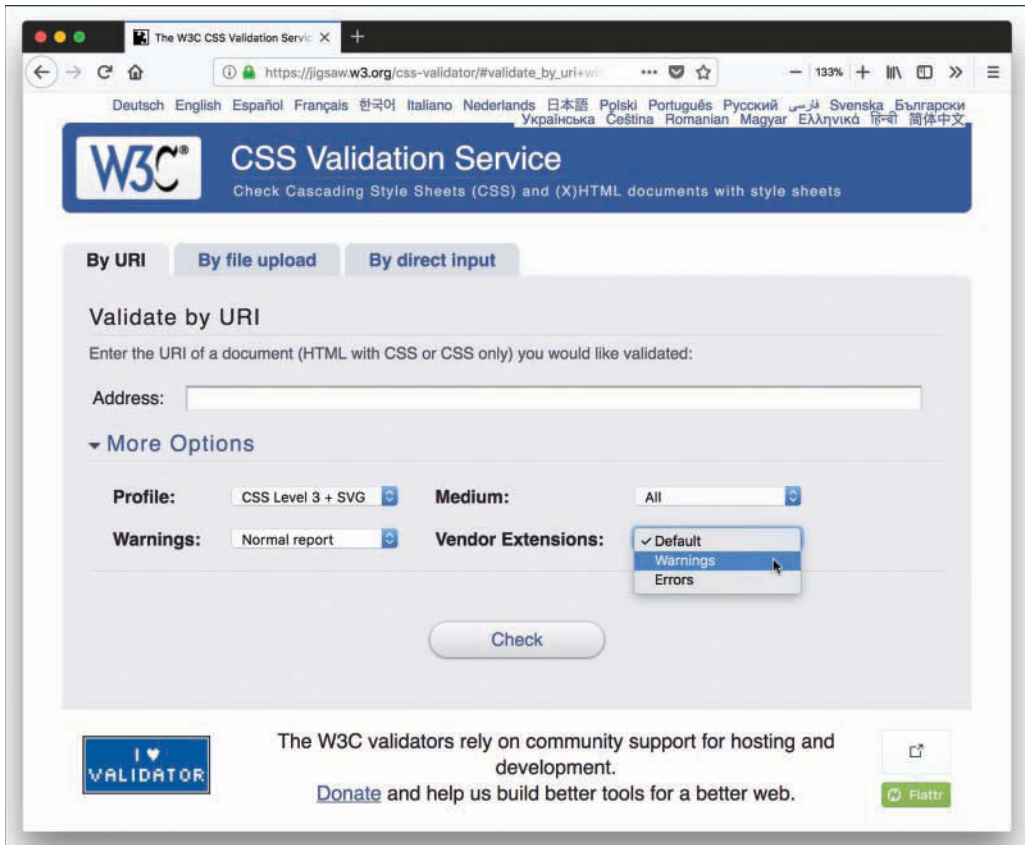 The W3C CSS Validation Servic
https://jigsaw.w3.org/css-validator/#validate_by_uri+wi
133%
Deutsch English Español Français 한국어 Italiano Nederlands 日本語 Polski Português Русский فارسی Svenska Български
Українська Čeština Romanian Magyar Ελληνικά हिन्दी 简体中文
W3C®
CSS Validation Service
Check Cascading Style Sheets (CSS) and (X)HTML documents with style sheets
By URI By file upload By direct input
Validate by URI
Enter the URI of a document (HTML with CSS or CSS only) you would like validated:
Address:
More Options
Profile: CSS Level 3 + SVG Medium: All
Warnings: Normal report Vendor Extensions: ✓ Default
Warnings
Errors
Check
I ♥
VALIDATOR
The W3C validators rely on community support for hosting and
development.
Donate and help us build better tools for a better web.
Flattr